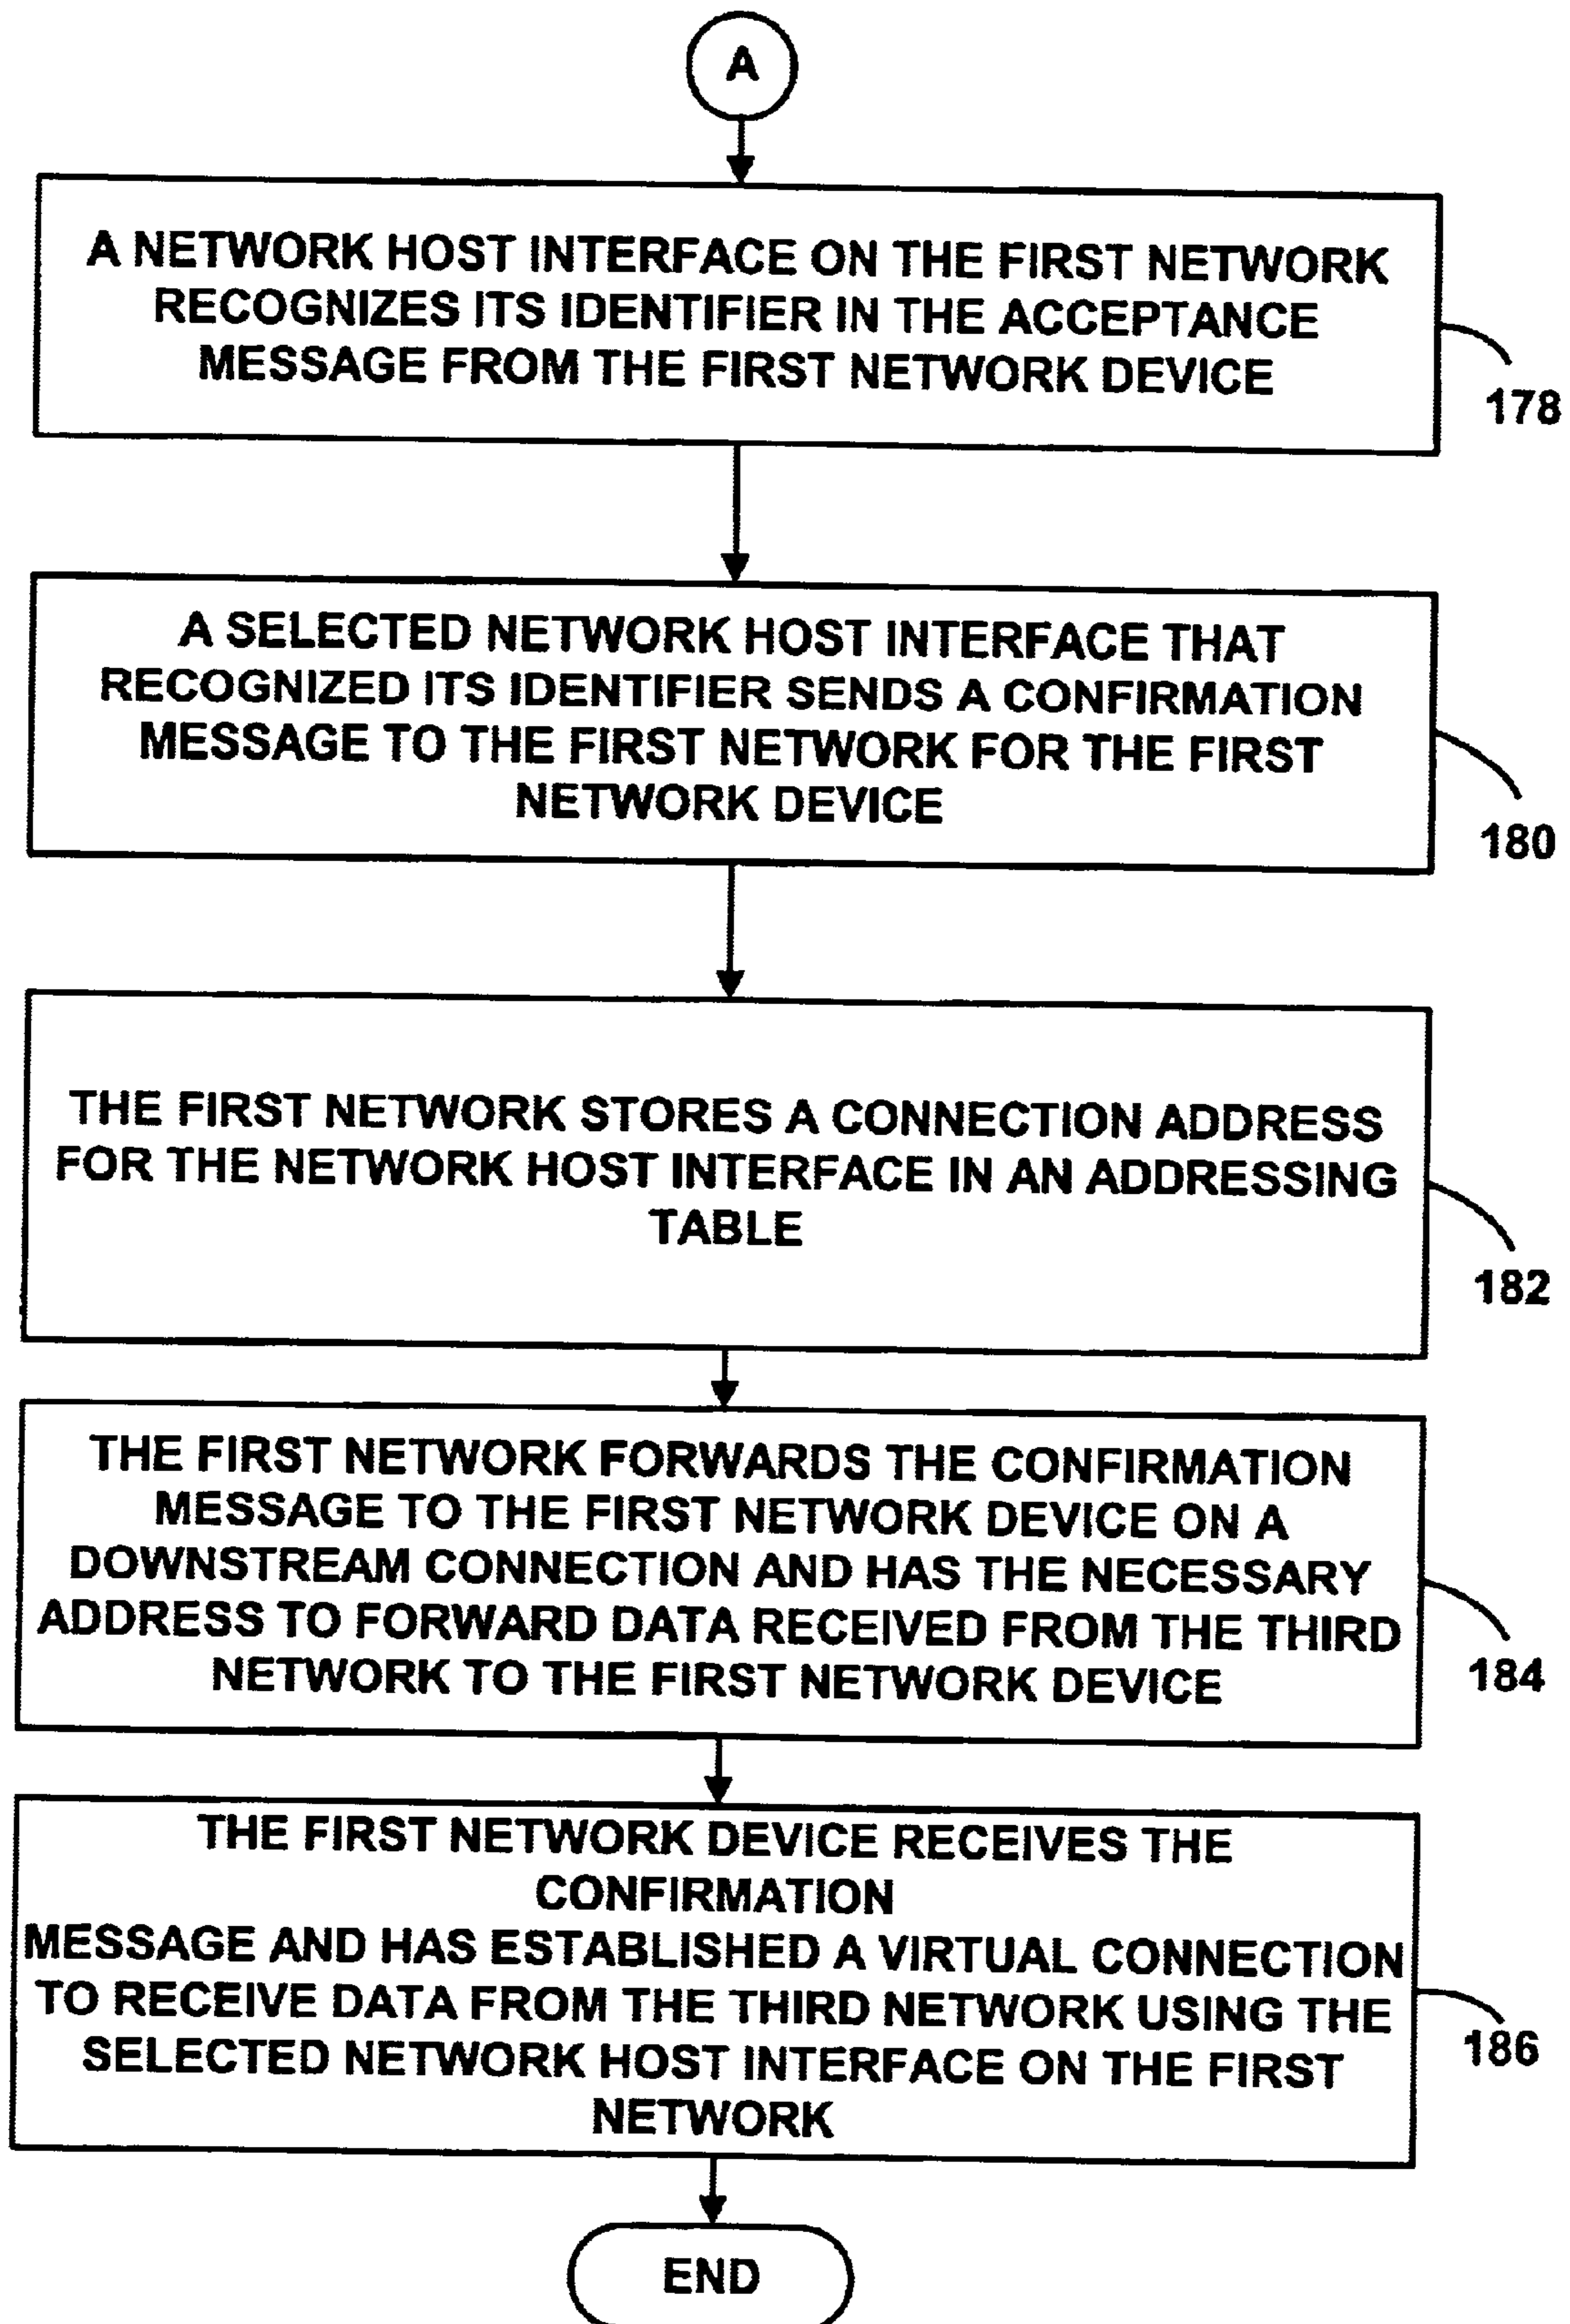 A
A NETWORK HOST INTERFACE ON THE FIRST NETWORK
RECOGNIZES ITS IDENTIFIER IN THE ACCEPTANCE
MESSAGE FROM THE FIRST NETWORK DEVICE
178
A SELECTED NETWORK HOST INTERFACE THAT
RECOGNIZED ITS IDENTIFIER SENDS A CONFIRMATION
MESSAGE TO THE FIRST NETWORK FOR THE FIRST
NETWORK DEVICE
180
THE FIRST NETWORK STORES A CONNECTION ADDRESS
FOR THE NETWORK HOST INTERFACE IN AN ADDRESSING
TABLE
182
THE FIRST NETWORK FORWARDS THE CONFIRMATION
MESSAGE TO THE FIRST NETWORK DEVICE ON A
DOWNSTREAM CONNECTION AND HAS THE NECESSARY
ADDRESS TO FORWARD DATA RECEIVED FROM THE THIRD
NETWORK TO THE FIRST NETWORK DEVICE
184
THE FIRST NETWORK DEVICE RECEIVES THE
CONFIRMATION
MESSAGE AND HAS ESTABLISHED A VIRTUAL CONNECTION
TO RECEIVE DATA FROM THE THIRD NETWORK USING THE
SELECTED NETWORK HOST INTERFACE ON THE FIRST
NETWORK
186
END